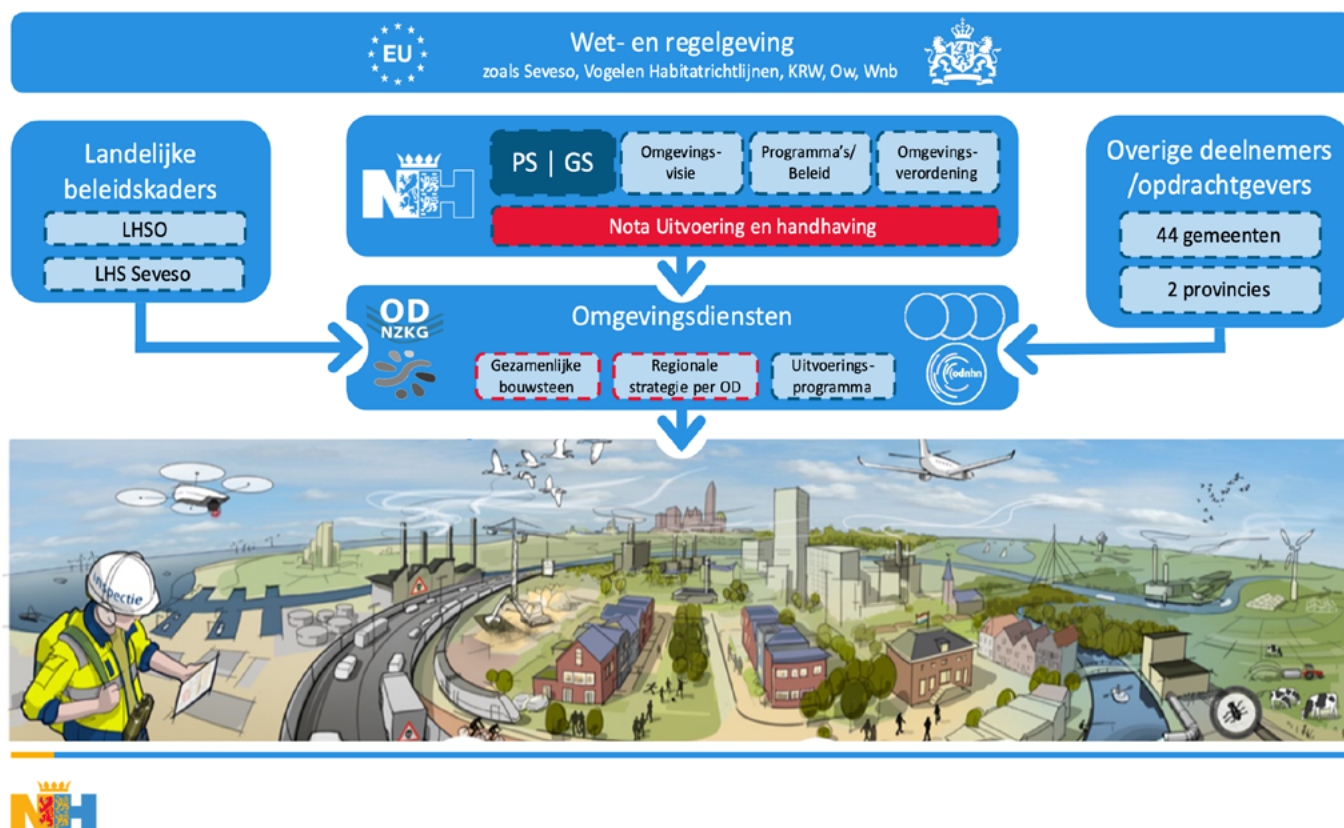 EU
Wet- en regelgeving
zoals Seveso, Vogelen Habitatrichtlijnen, KRW, Ow, Wnb
Landelijke
beleidskaders
LHSO
LHS Seveso
NH
PS | GS
Omgevings-
visie
Programma's/
Beleid
Omgevings-
verordening
Nota Uitvoering en handhaving
Overige deelnemers
/opdrachtgevers
44 gemeenten
2 provincies
OD
NZKG
Omgevingsdiensten
Gezamenlijke
bouwsteen
Regionale
strategie per OD
Uitvoerings-
programma
odnhn
inspectie
NH